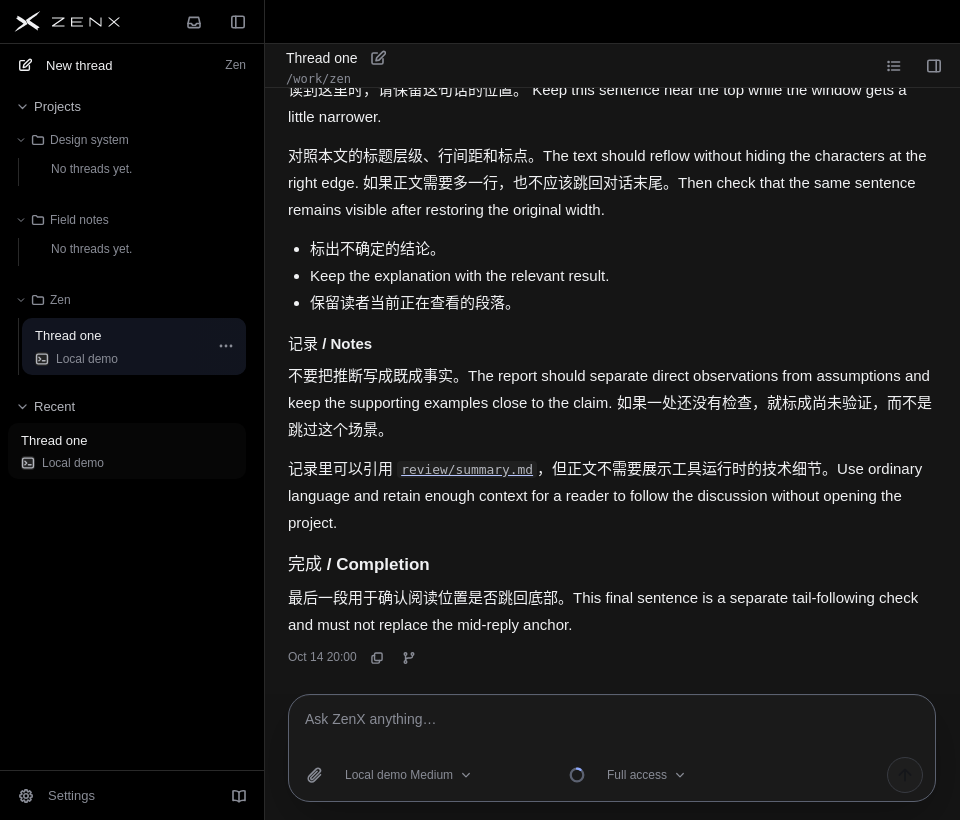 ZENX
New thread
Zen
Projects
Design system
No threads yet.
Field notes
No threads yet.
Zen
Thread one
Local demo
Recent
Thread one
Local demo
Settings
Thread one
/work/zen
读到这里时，请保留这句话的位置。 Keep this sentence near the top while the window gets a
little narrower.
对照本文的标题层级、行间距和标点。The text should reflow without hiding the characters at the
right edge. 如果正文需要多一行，也不应该跳回对话末尾。Then check that the same sentence
remains visible after restoring the original width.
• 标出不确定的结论。
• Keep the explanation with the relevant result.
• 保留读者当前正在查看的段落。
记录 / Notes
不要把推断写成既成事实。The report should separate direct observations from assumptions and
keep the supporting examples close to the claim. 如果一处还没有检查，就标成尚未验证，而不是
跳过这个场景。
记录里可以引用 review/summary.md，但正文不需要展示工具运行时的技术细节。Use ordinary
language and retain enough context for a reader to follow the discussion without opening the
project.
完成 / Completion
最后一段用于确认阅读位置是否跳回底部。This final sentence is a separate tail-following check
and must not replace the mid-reply anchor.
Oct 14 20:00
Ask ZenX anything…
Local demo Medium
Full access